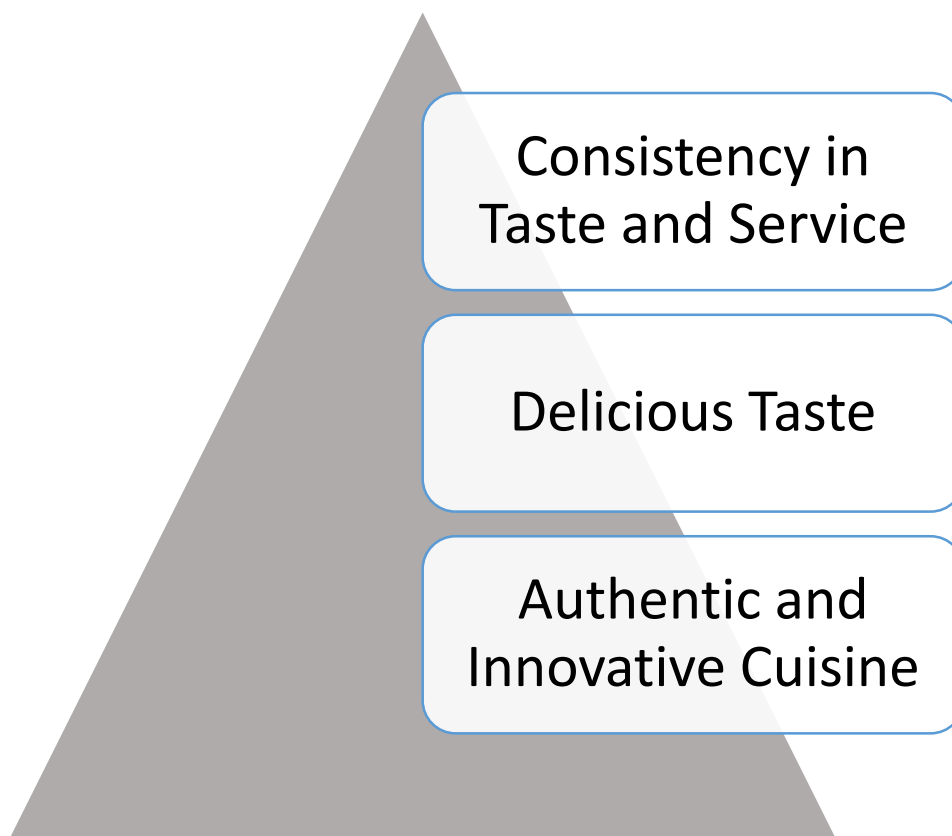 Consistency in
Taste and Service
Delicious Taste
Authentic and
Innovative Cuisine